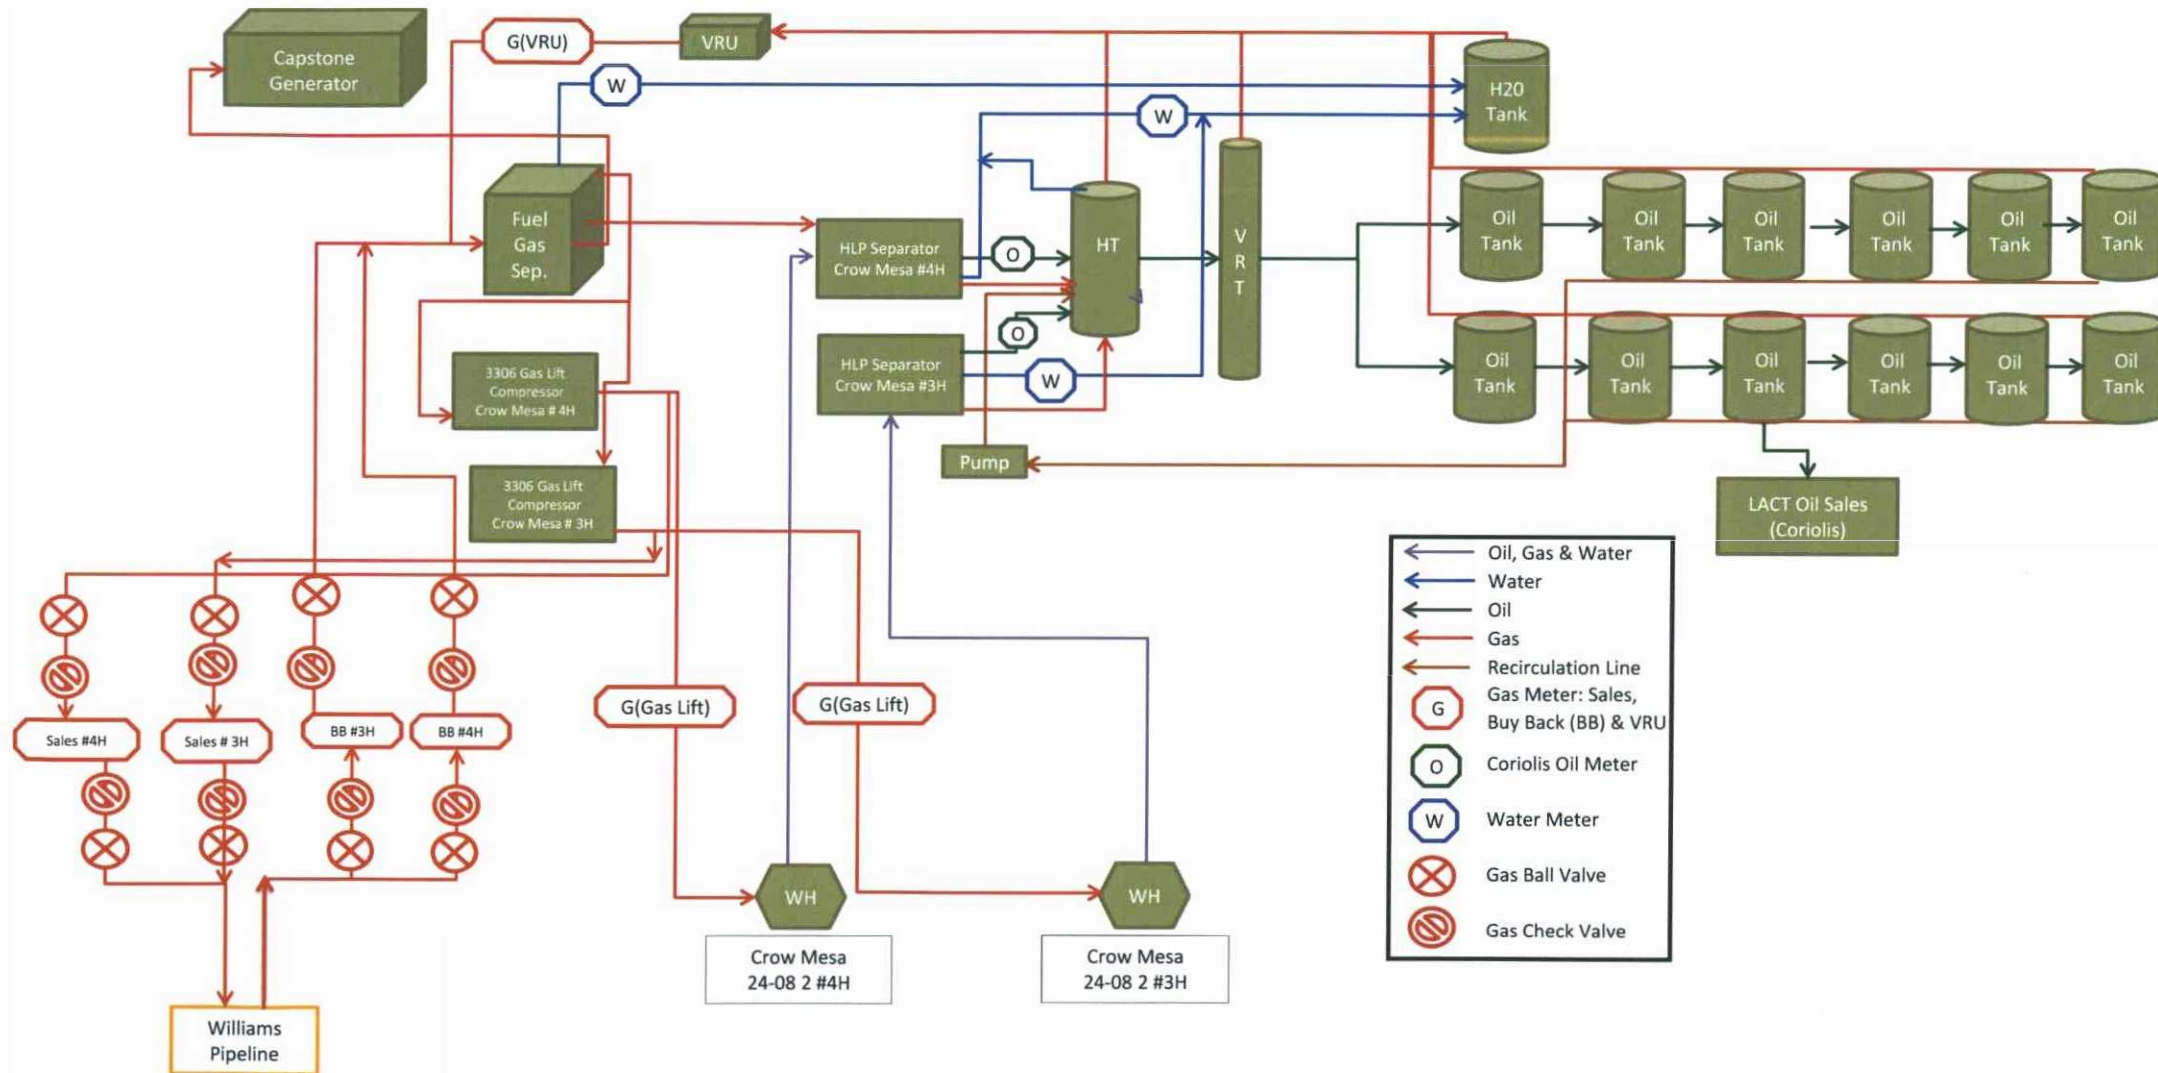 Capstone
Generator
G(VRU)
VRU
W
W
H20
Tank
Fuel
Gas
Sep.
HLP Separator
Crow Mesa #4H
O
HT
V
R
T
Oil
Tank
Oil
Tank
Oil
Tank
Oil
Tank
Oil
Tank
Oil
Tank
HLP Separator
Crow Mesa #3H
O
W
Oil
Tank
Oil
Tank
Oil
Tank
Oil
Tank
Oil
Tank
Oil
Tank
3306 Gas Lift
Compressor
Crow Mesa # 4H
Pump
3306 Gas Lift
Compressor
Crow Mesa # 3H
LACT Oil Sales
(Coriolis)
Sales #4H
Sales # 3H
BB #3H
BB #4H
G(Gas Lift)
G(Gas Lift)
WH
WH
Crow Mesa
24-08 2 #4H
Crow Mesa
24-08 2 #3H
Williams
Pipeline
Oil, Gas & Water
Water
Oil
Gas
Recirculation Line
G
Gas Meter: Sales,
Buy Back (BB) & VRU
O
Coriolis Oil Meter
W
Water Meter
Gas Ball Valve
Gas Check Valve